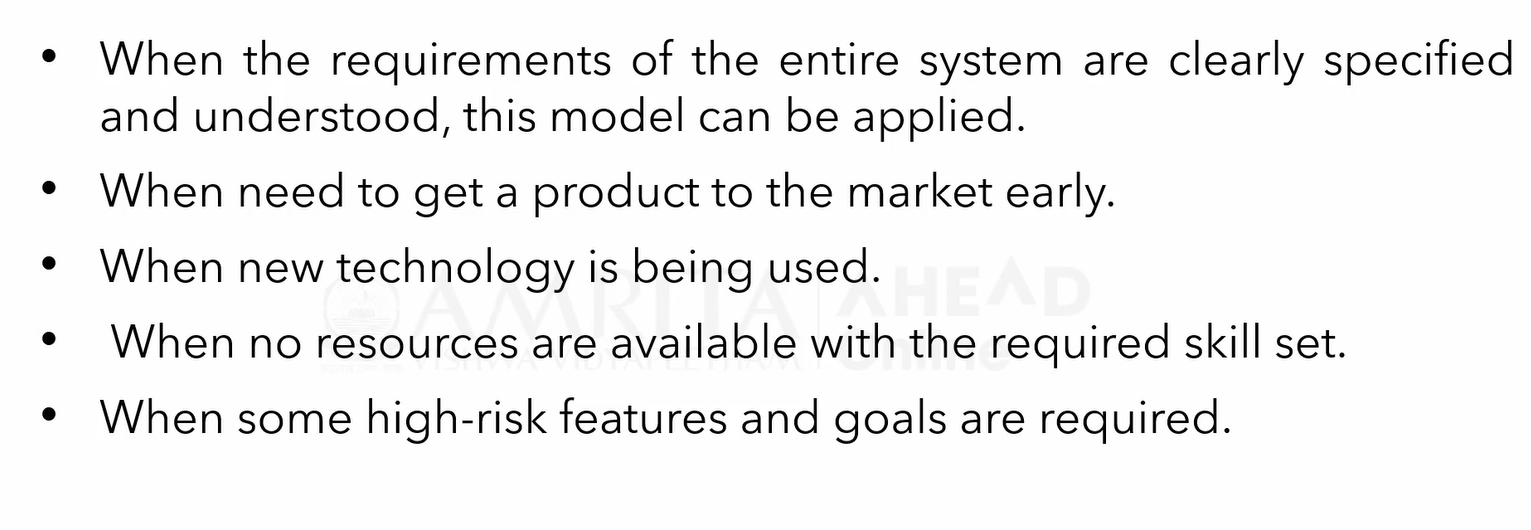 • When the requirements of the entire system are clearly specified
and understood, this model can be applied.
• When need to get a product to the market early.
• When new technology is being used.
• When no resources are available with the required skill set.
• When some high-risk features and goals are required.
AMRITA AHEAD
VISHWA VIDYAPEETHAM Online